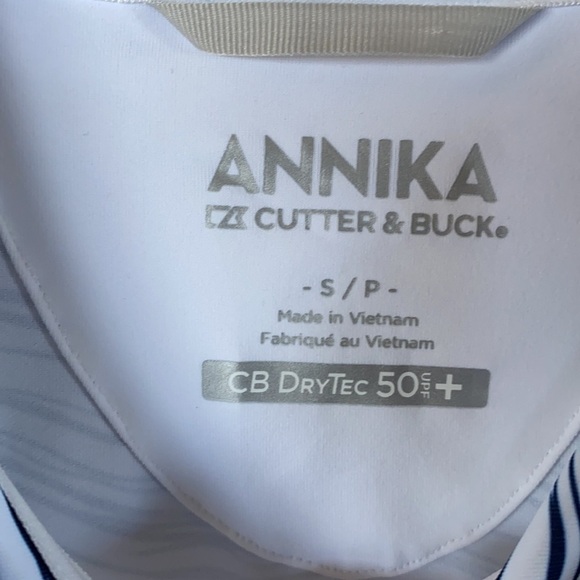 ANNIKA
CUTTER & BUCK
- S / P -
Made in Vietnam
Fabriqué au Vietnam
CB DRYTEC 50 UPF +